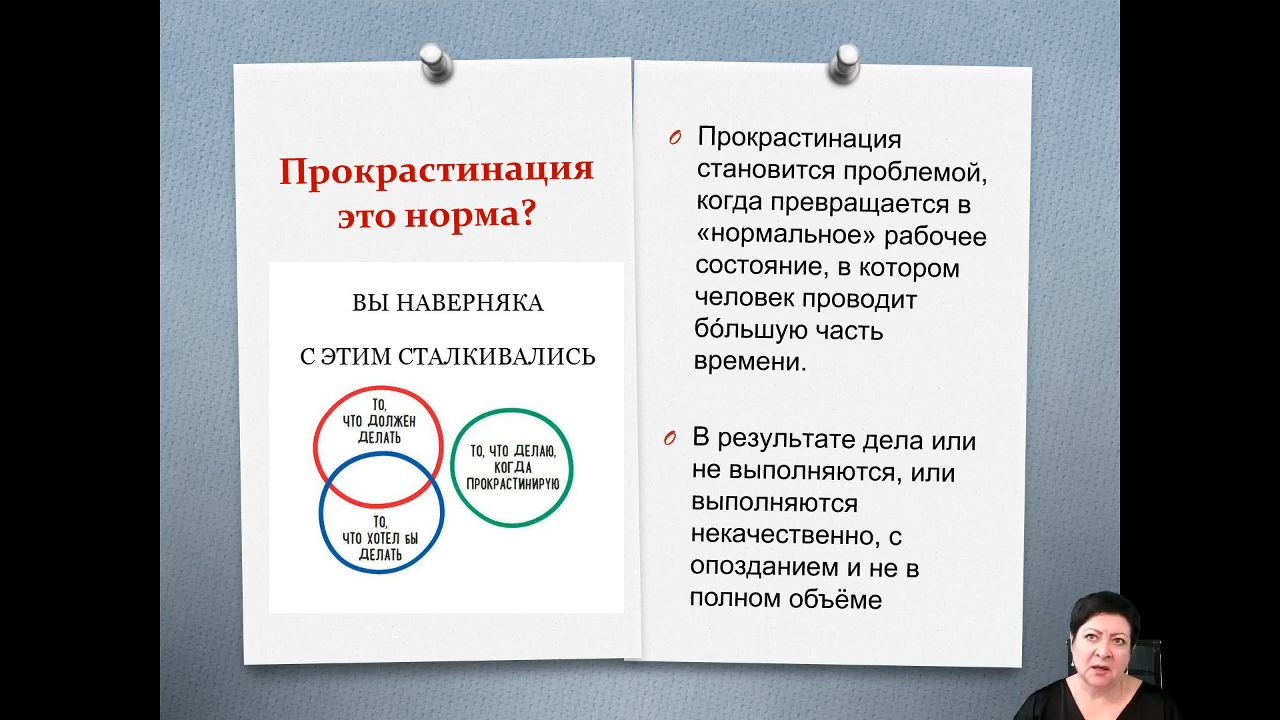 Прокрастинация
это норма?
ВЫ НАВЕРНЯКА
С ЭТИМ СТАЛКИВАЛИСЬ
ТО,
ЧТО ДОЛЖЕН
ДЕЛАТЬ
ТО, ЧТО ДЕЛАЮ,
КОГДА
ПРОКРАСТИНИРУЮ
ТО,
ЧТО ХОТЕЛ БЫ
ДЕЛАТЬ
Прокрастинация
становится проблемой,
когда превращается в
«нормальное» рабочее
состояние, в котором
человек проводит
бо́льшую часть
времени.
В результате дела или
не выполняются, или
выполняются
некачественно, с
опозданием и не в
полном объёме